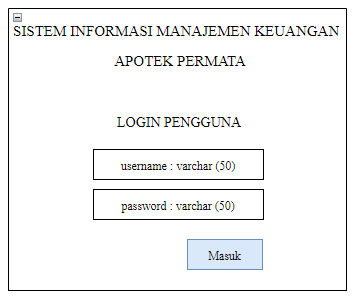 SISTEM INFORMASI MANAJEMEN KEUANGAN
APOTEK PERMATA
LOGIN PENGGUNA
username : varchar (50)
password : varchar (50)
Masuk